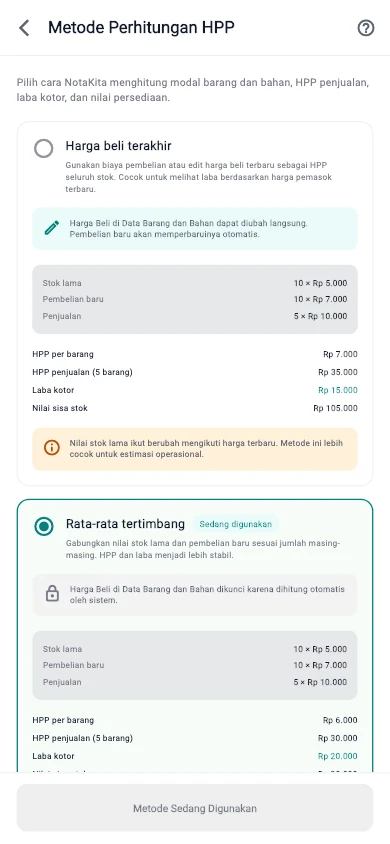 Metode Perhitungan HPP
Pilih cara NotaKita menghitung modal barang dan bahan, HPP penjualan,
laba kotor, dan nilai persediaan.
Harga beli terakhir
Gunakan biaya pembelian atau edit harga beli terbaru sebagai HPP
seluruh stok. Cocok untuk melihat laba berdasarkan harga pemasok
terbaru.
Harga Beli di Data Barang dan Bahan dapat diubah langsung.
Pembelian baru akan memperbaruinya otomatis.
Stok lama 10 × Rp 5.000
Pembelian baru 10 × Rp 7.000
Penjualan 5 × Rp 10.000
HPP per barang Rp 7.000
HPP penjualan (5 barang) Rp 35.000
Laba kotor Rp 15.000
Nilai sisa stok Rp 105.000
Nilai stok lama ikut berubah mengikuti harga terbaru. Metode ini lebih
cocok untuk estimasi operasional.
Rata-rata tertimbang Sedang digunakan
Gabungkan nilai stok lama dan pembelian baru sesuai jumlah masing-
masing. HPP dan laba menjadi lebih stabil.
Harga Beli di Data Barang dan Bahan dikunci karena dihitung otomatis
oleh sistem.
Stok lama 10 × Rp 5.000
Pembelian baru 10 × Rp 7.000
Penjualan 5 × Rp 10.000
HPP per barang Rp 6.000
HPP penjualan (5 barang) Rp 30.000
Laba kotor Rp 20.000
Metode Sedang Digunakan